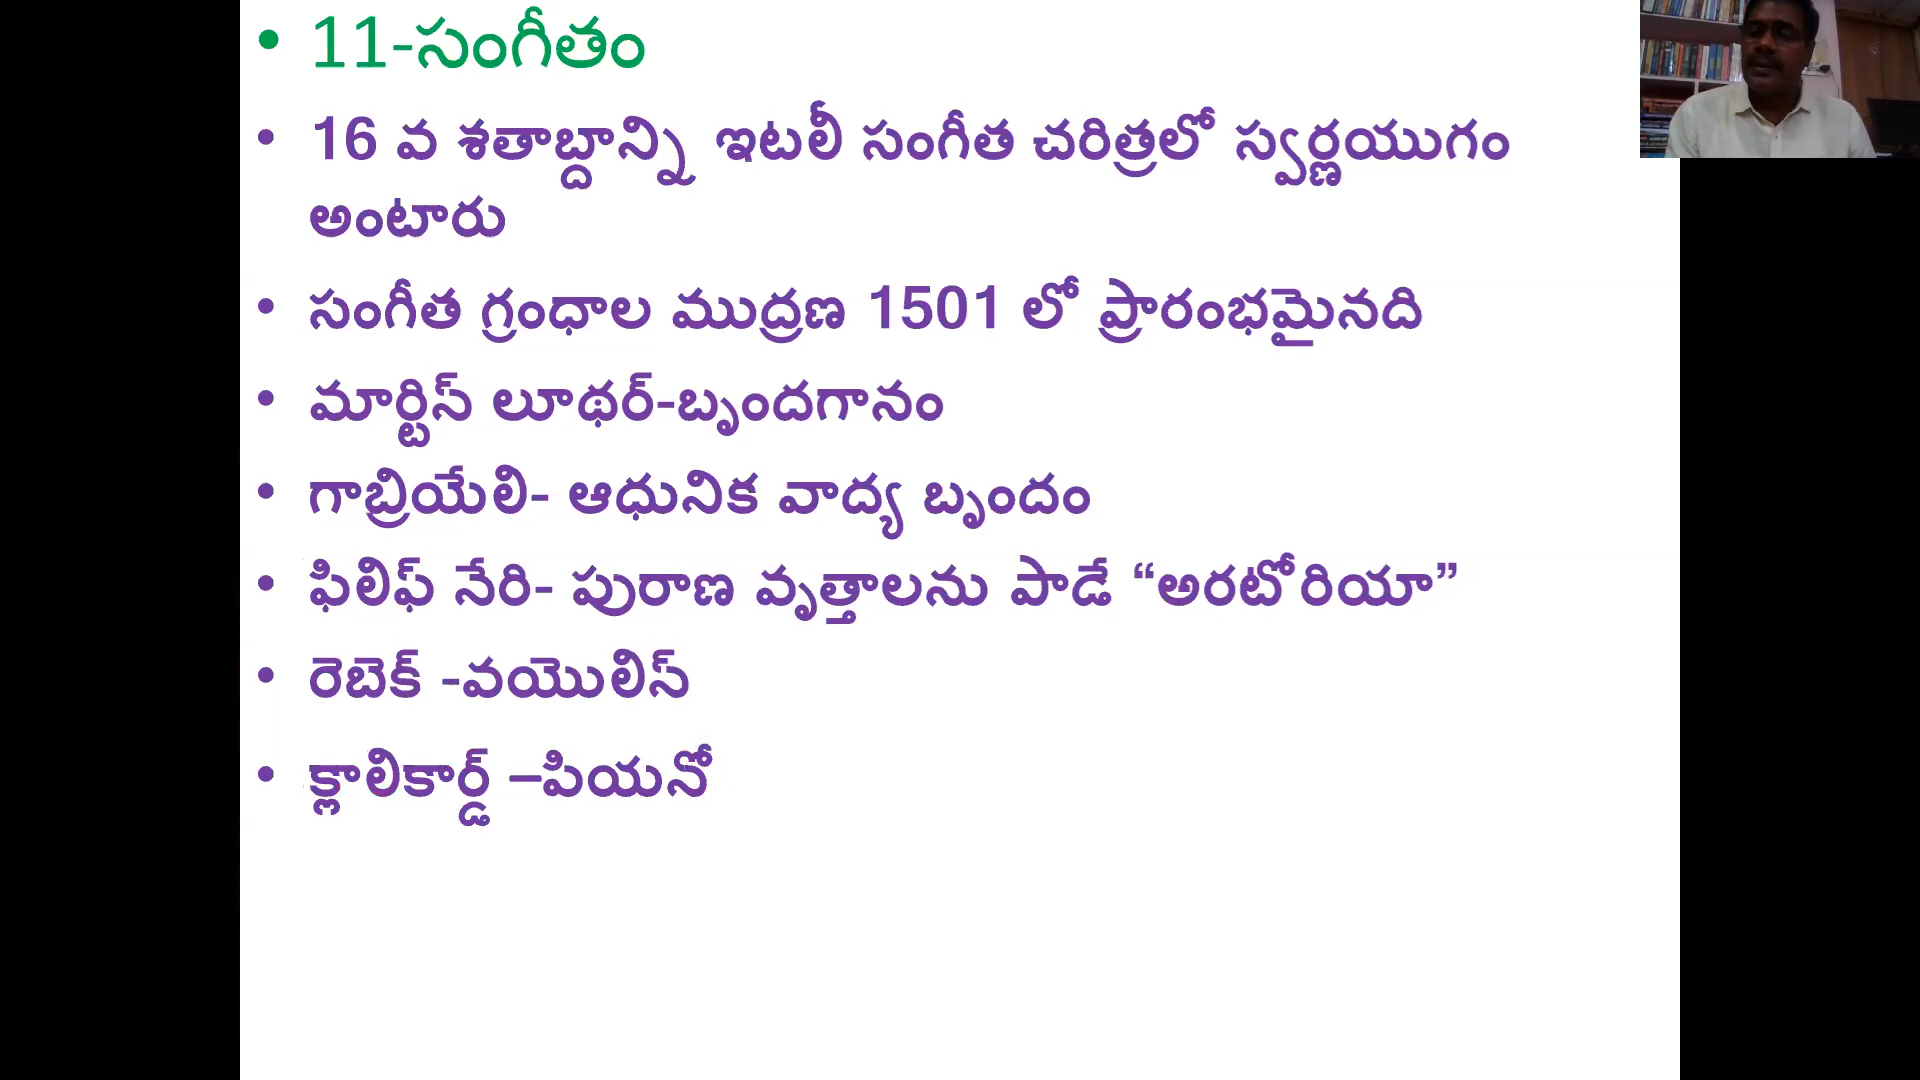 • 11-సంగీతం
• 16 వ శతాబ్దాన్ని ఇటలీ సంగీత చరిత్రలో స్వర్ణయుగం
అంటారు
• సంగీత గ్రంధాల ముద్రణ 1501 లో ప్రారంభమైనది
• మార్టిస్ లూథర్-బృందగానం
• గాబ్రియేలి- ఆధునిక వాద్య బృందం
• ఫిలిఫ్ నేరి- పురాణ వృత్తాలను పాడే “అరటోరియా”
• రెబెక్ -వయొలిస్
• క్లాలికార్డ్ –పియనో